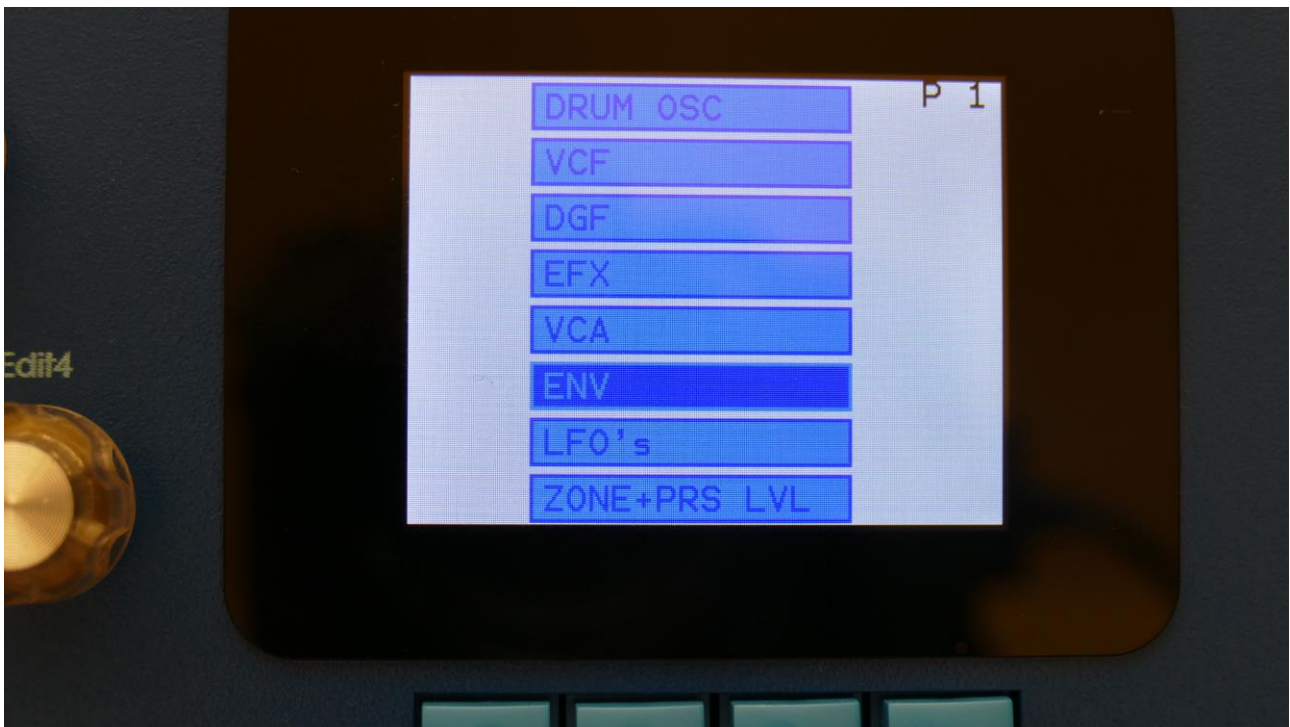 DRUM OSC
P 1
VCF
DGF
EFX
VCA
Edit4
ENV
LFO's
ZONE+PRS LVL